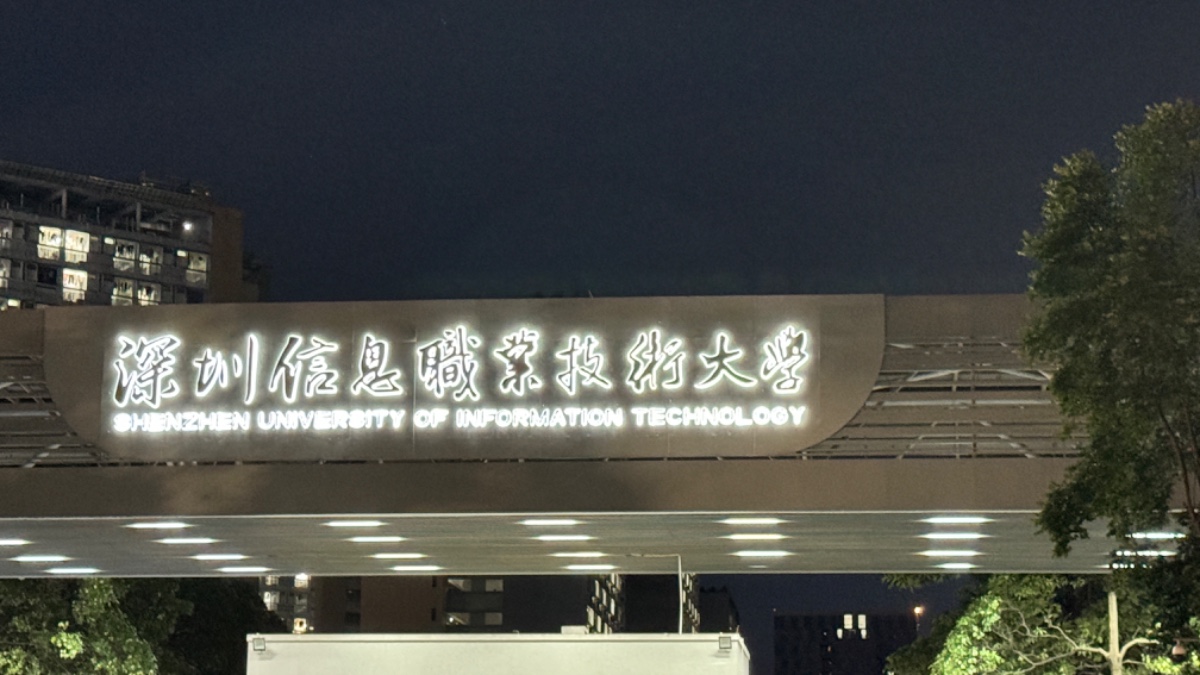 深圳信息職業技術大學
SHENZHEN UNIVERSITY OF INFORMATION TECHNOLOGY